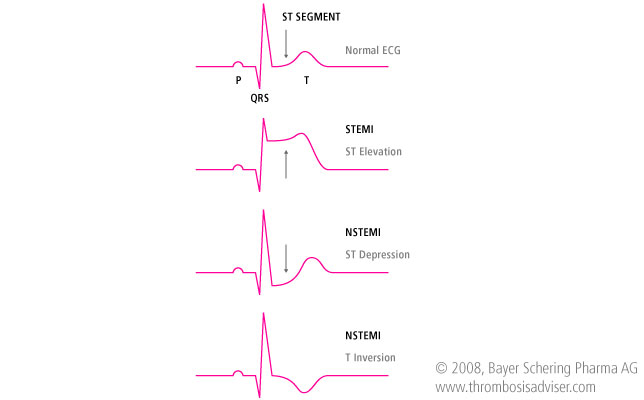 ST SEGMENT
Normal ECG
P
T
QRS
STEMI
ST Elevation
NSTEMI
ST Depression
NSTEMI
T Inversion
© 2008, Bayer Schering Pharma AG
www.thrombosisadviser.com